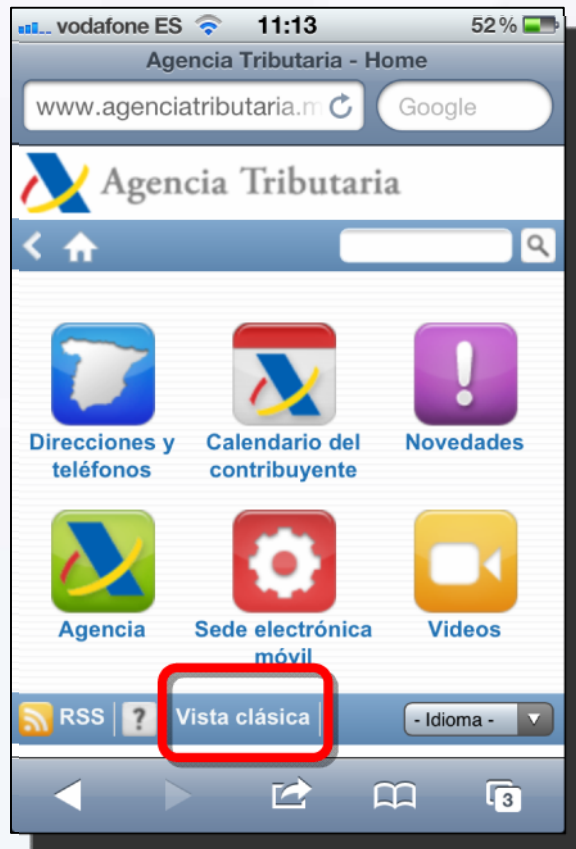 vodafone ES 11:13 52%
Agencia Tributaria - Home
www.agenciatributaria.m Google
Agencia Tributaria
Direcciones y teléfonos
Calendario del contribuyente
Novedades
Agencia
Sede electrónica móvil
Videos
RSS ? Vista clásica - Idioma -
3